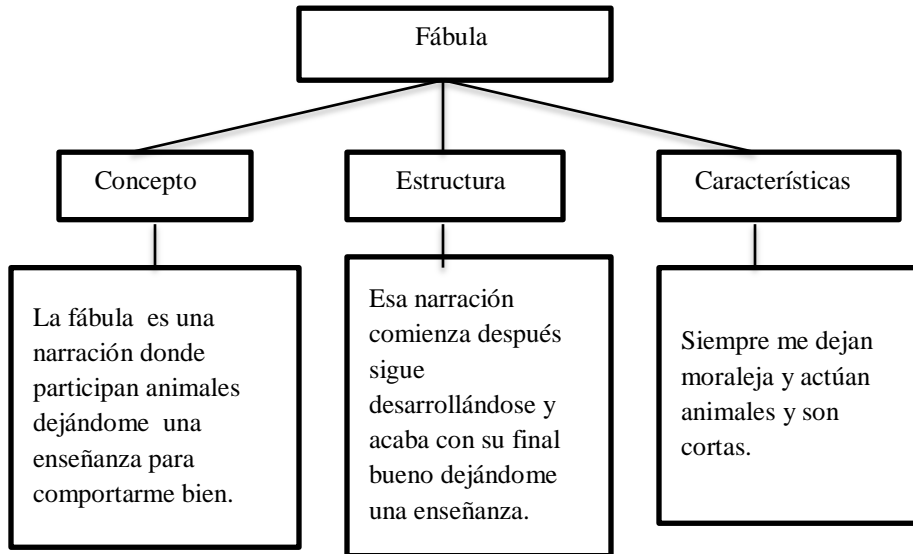 Fábula
Concepto
Estructura
Características
La fábula  es una
narración donde
participan animales
dejándome  una
enseñanza para
comportarme bien.
Esa narración
comienza después
sigue
desarrollándose y
acaba con su final
bueno dejándome
una enseñanza.
Siempre me dejan
moraleja y actúan
animales y son
cortas.